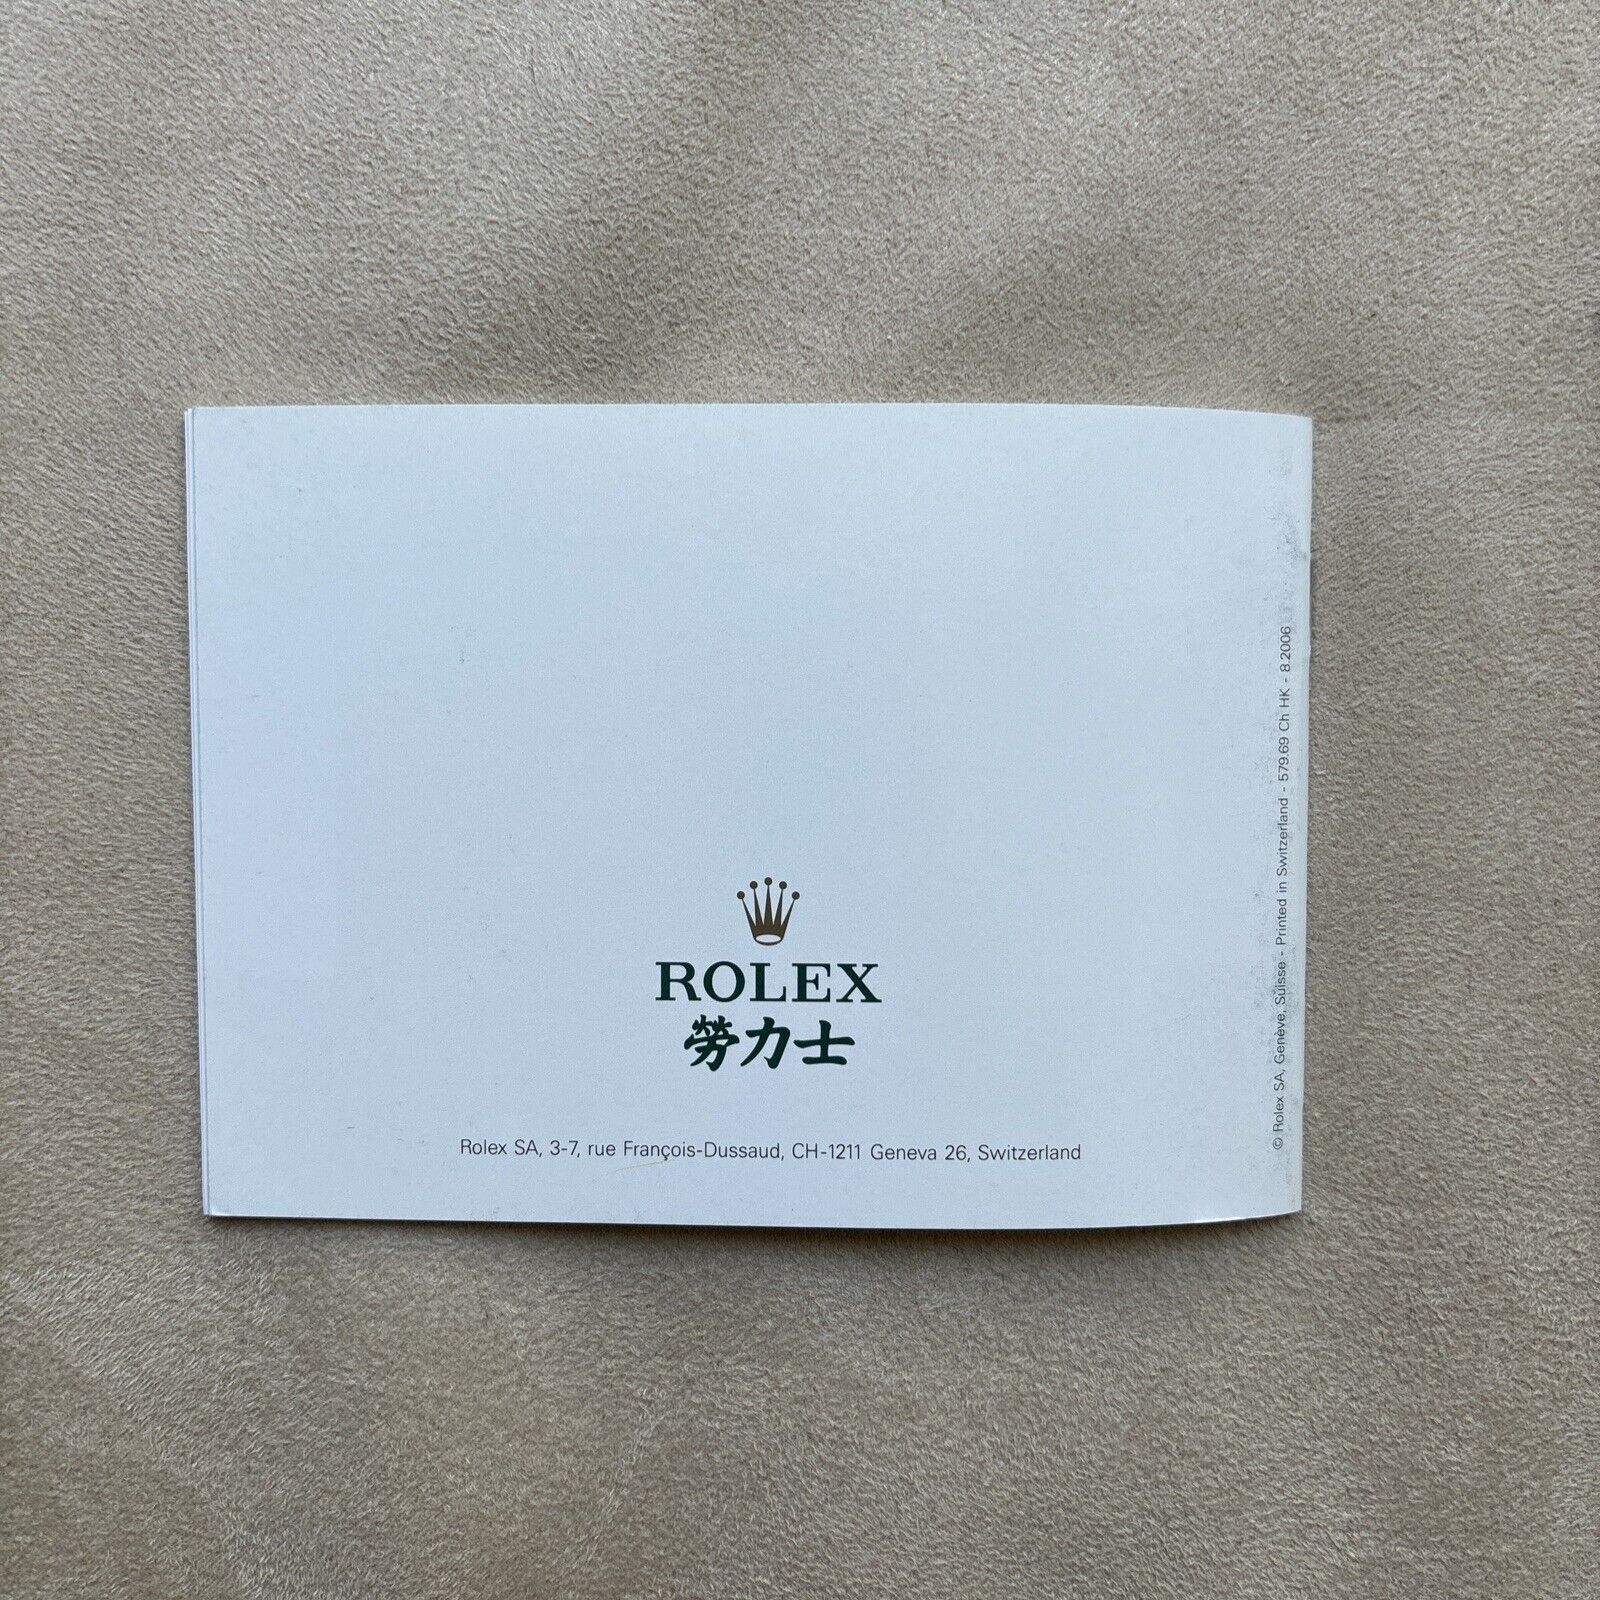 ROLEX
勞力士
Rolex SA, 3-7, rue François-Dussaud, CH-1211 Geneva 26, Switzerland
© Rolex SA, Genève, Suisse - Printed in Switzerland - 579.69 Ch HK - 8.2006